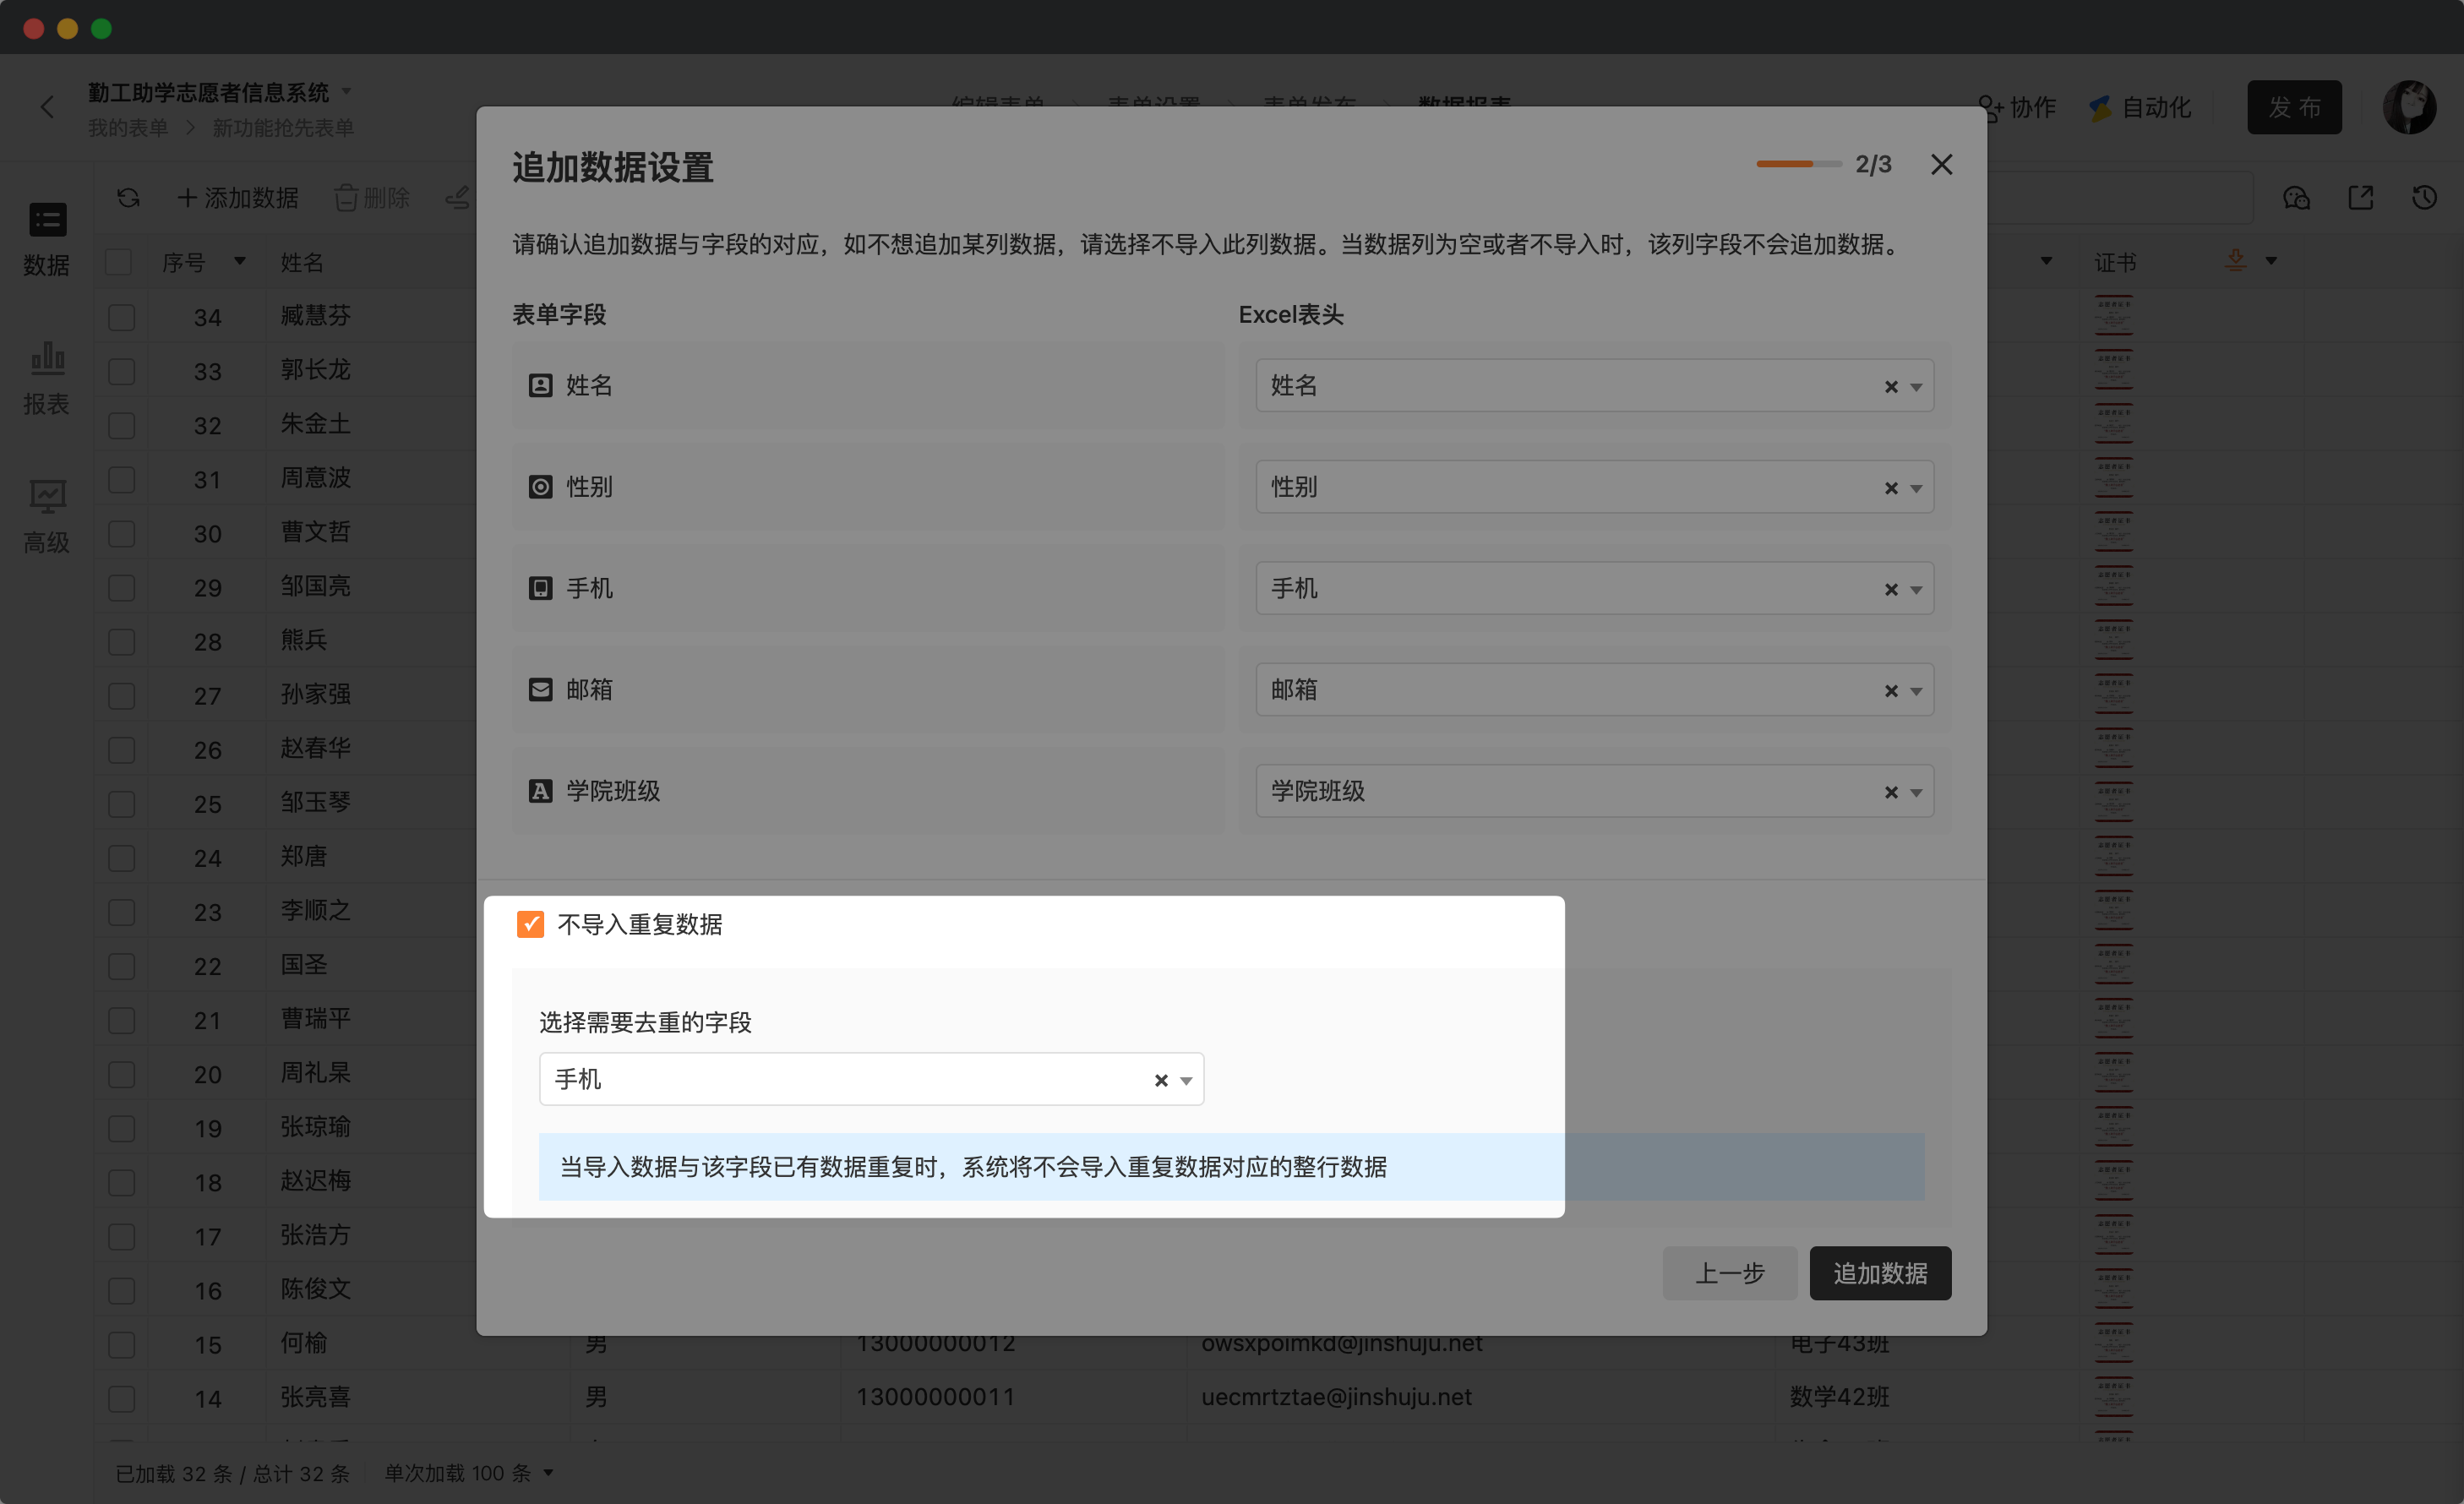 勤工助学志愿者信息系统
我的表单 > 新功能抢先表单
编辑表单 > 表单设置 > 表单发布 > 数据报表
协作 自动化 发布
添加数据 删除
数据
报表
高级
序号 姓名 证书
34 臧慧芬
33 郭长龙
32 朱金土
31 周意波
30 曹文哲
29 邹国亮
28 熊兵
27 孙家强
26 赵春华
25 邹玉琴
24 郑唐
23 李顺之
22 国圣
21 曹瑞平
20 周礼杲
19 张琼瑜
18 赵迟梅
17 张浩方
16 陈俊文
15 何榆 男 13000000012 owsxpoimkd@jinshuju.net 电子43班
14 张亮喜 男 13000000011 uecmrtztae@jinshuju.net 数学42班
已加载 32 条 / 总计 32 条 单次加载 100 条
追加数据设置 2/3
请确认追加数据与字段的对应，如不想追加某列数据，请选择不导入此列数据。当数据列为空或者不导入时，该列字段不会追加数据。
表单字段 Excel表头
姓名 姓名
性别 性别
手机 手机
邮箱 邮箱
学院班级 学院班级
不导入重复数据
选择需要去重的字段
手机
当导入数据与该字段已有数据重复时，系统将不会导入重复数据对应的整行数据
上一步 追加数据